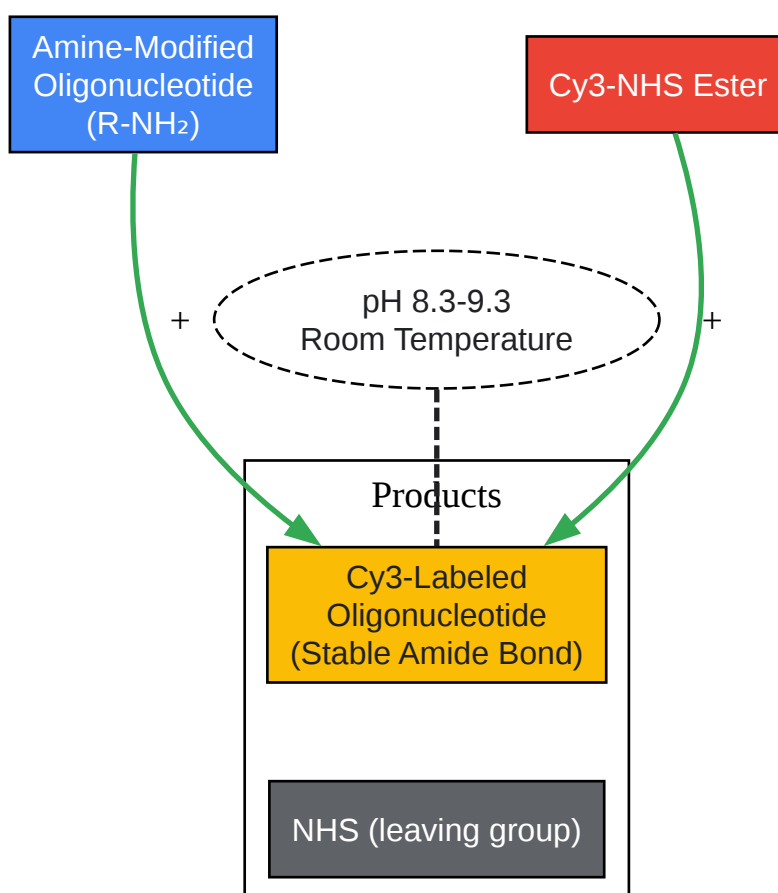 Amine-Modified
Oligonucleotide
(R-NH₂)
Cy3-NHS Ester
+
pH 8.3-9.3
Room Temperature
+
Products
Cy3-Labeled
Oligonucleotide
(Stable Amide Bond)
NHS (leaving group)